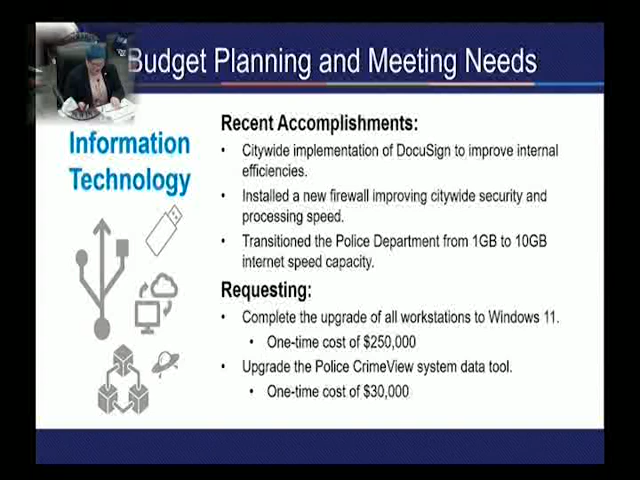 Budget Planning and Meeting Needs
Information
Technology
Recent Accomplishments:
• Citywide implementation of DocuSign to improve internal
efficiencies.
• Installed a new firewall improving citywide security and
processing speed.
• Transitioned the Police Department from 1GB to 10GB
internet speed capacity.
Requesting:
• Complete the upgrade of all workstations to Windows 11.
• One-time cost of $250,000
• Upgrade the Police CrimeView system data tool.
• One-time cost of $30,000